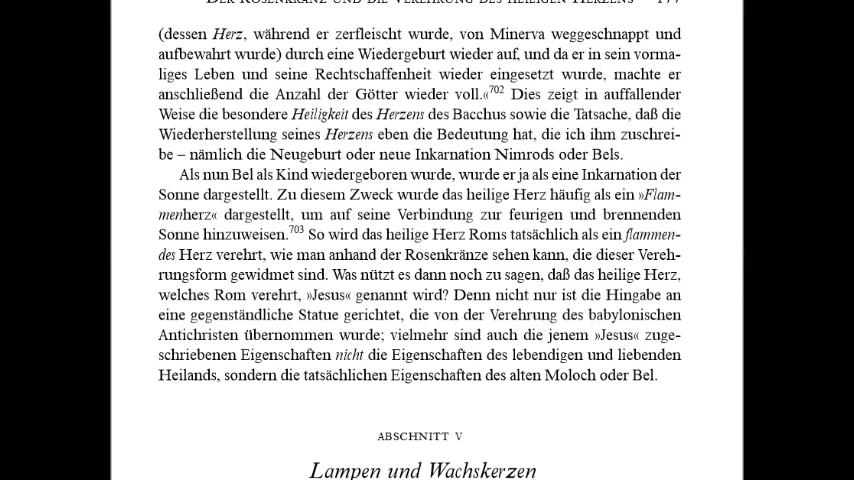 DER ROSENKRANZ UND DIE VEREHRUNG DES HEILIGEN HERZENS 177
(dessen Herz, während er zerfleischt wurde, von Minerva weggeschnappt und
aufbewahrt wurde) durch eine Wiedergeburt wieder auf, und da er in sein vorma-
liges Leben und seine Rechtschaffenheit wieder eingesetzt wurde, machte er
anschließend die Anzahl der Götter wieder voll.«702 Dies zeigt in auffallender
Weise die besondere Heiligkeit des Herzens des Bacchus sowie die Tatsache, daß die
Wiederherstellung seines Herzens eben die Bedeutung hat, die ich ihm zuschrei-
be – nämlich die Neugeburt oder neue Inkarnation Nimrods oder Bels.
Als nun Bel als Kind wiedergeboren wurde, wurde er ja als eine Inkarnation der
Sonne dargestellt. Zu diesem Zweck wurde das heilige Herz häufig als ein »Flam-
menherz« dargestellt, um auf seine Verbindung zur feurigen und brennenden
Sonne hinzuweisen.703 So wird das heilige Herz Roms tatsächlich als ein flammen-
des Herz verehrt, wie man anhand der Rosenkränze sehen kann, die dieser Vereh-
rungsform gewidmet sind. Was nützt es dann noch zu sagen, daß das heilige Herz,
welches Rom verehrt, »Jesus« genannt wird? Denn nicht nur ist die Hingabe an
eine gegenständliche Statue gerichtet, die von der Verehrung des babylonischen
Antichristen übernommen wurde; vielmehr sind auch die jenem »Jesus« zuge-
schriebenen Eigenschaften nicht die Eigenschaften des lebendigen und liebenden
Heilands, sondern die tatsächlichen Eigenschaften des alten Moloch oder Bel.
ABSCHNITT V
Lampen und Wachskerzen